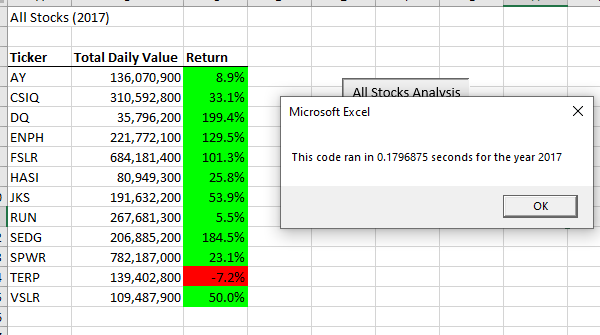 All Stocks (2017)
Ticker Total Daily Value Return
AY 136,070,900 8.9%
CSIQ 310,592,800 33.1%
DQ 35,796,200 199.4%
ENPH 221,772,100 129.5%
FSLR 684,181,400 101.3%
HASI 80,949,300 25.8%
JKS 191,632,200 53.9%
RUN 267,681,300 5.5%
SEDG 206,885,200 184.5%
SPWR 782,187,000 23.1%
TERP 139,402,800 -7.2%
VSLR 109,487,900 50.0%
All Stocks Analysis
Microsoft Excel
This code ran in 0.1796875 seconds for the year 2017
OK